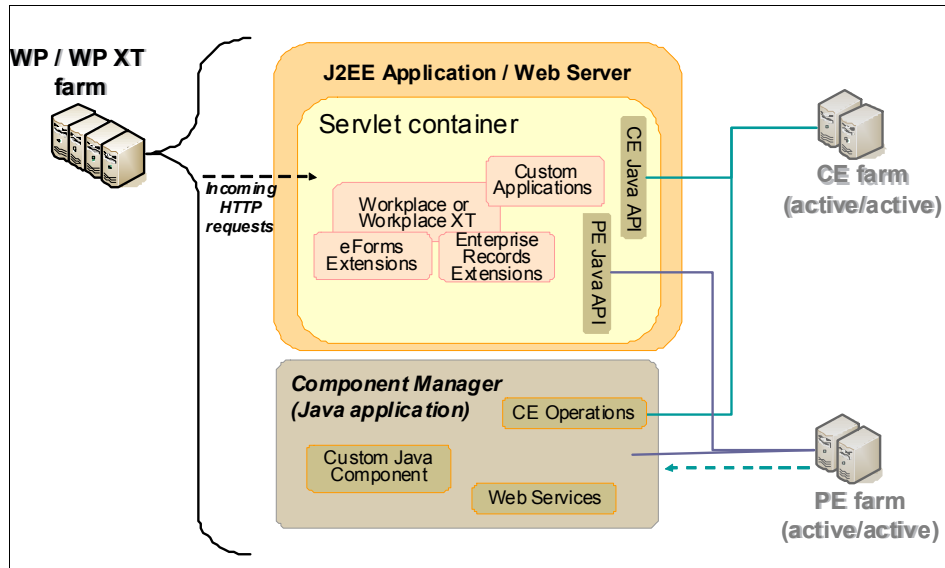 WP / WP XT
farm
J2EE Application / Web Server
Servlet container
Incoming
HTTP
requests
Custom
Applications
Workplace or
Workplace XT
eForms
Extensions
Enterprise
Records
Extensions
CE Java API
PE Java API
CE farm
(active/active)
Component Manager
(Java application)
CE Operations
Custom Java
Component
Web Services
PE farm
(active/active)